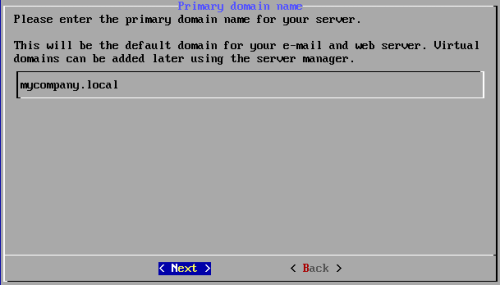 Primary domain name
Please enter the primary domain name for your server.
This will be the default domain for your e-mail and web server. Virtual
domains can be added later using the server manager.
mycompany.local
< Next >
< Back >